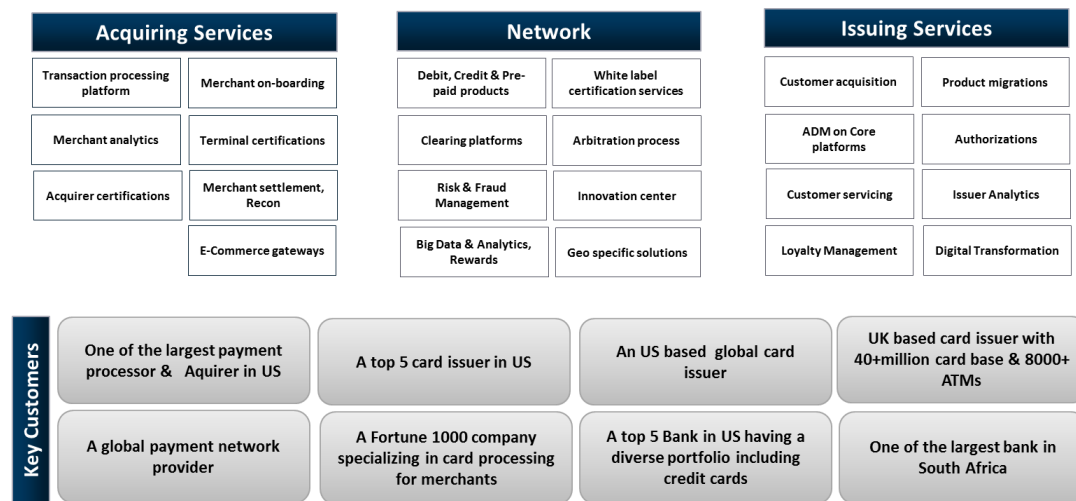 Acquiring Services
Transaction processing
platform
Merchant on-boarding
Merchant analytics
Terminal certifications
Acquirer certifications
Merchant settlement,
Recon
E-Commerce gateways
Network
Debit, Credit & Pre-
paid products
White label
certification services
Clearing platforms
Arbitration process
Risk & Fraud
Management
Innovation center
Big Data & Analytics,
Rewards
Geo specific solutions
Issuing Services
Customer acquisition
Product migrations
ADM on Core
platforms
Authorizations
Customer servicing
Issuer Analytics
Loyalty Management
Digital Transformation
Key Customers
One of the largest payment
processor & Aquirer in US
A top 5 card issuer in US
An US based global card
issuer
UK based card issuer with
40+million card base & 8000+
ATMs
A global payment network
provider
A Fortune 1000 company
specializing in card processing
for merchants
A top 5 Bank in US having a
diverse portfolio including
credit cards
One of the largest bank in
South Africa